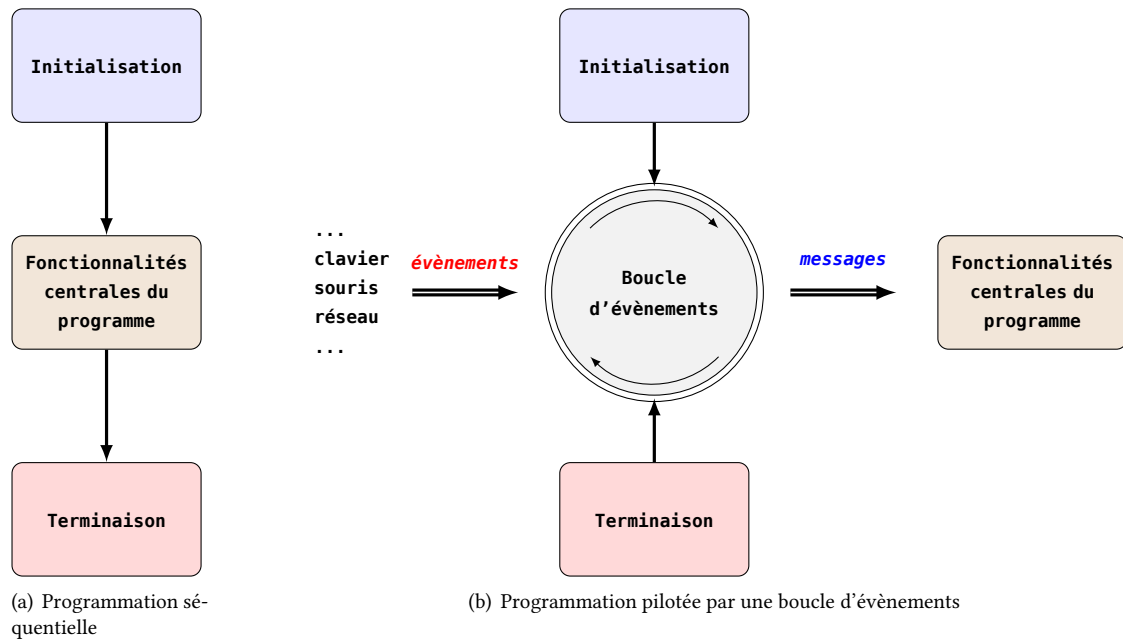 Initialisation
Fonctionnalités
centrales du
programme
Terminaison
(a) Programmation sé-
quentielle
Initialisation
...
clavier
souris
réseau
...
évènements
Boucle
d’évènements
messages
Fonctionnalités
centrales du
programme
Terminaison
(b) Programmation pilotée par une boucle d’évènements